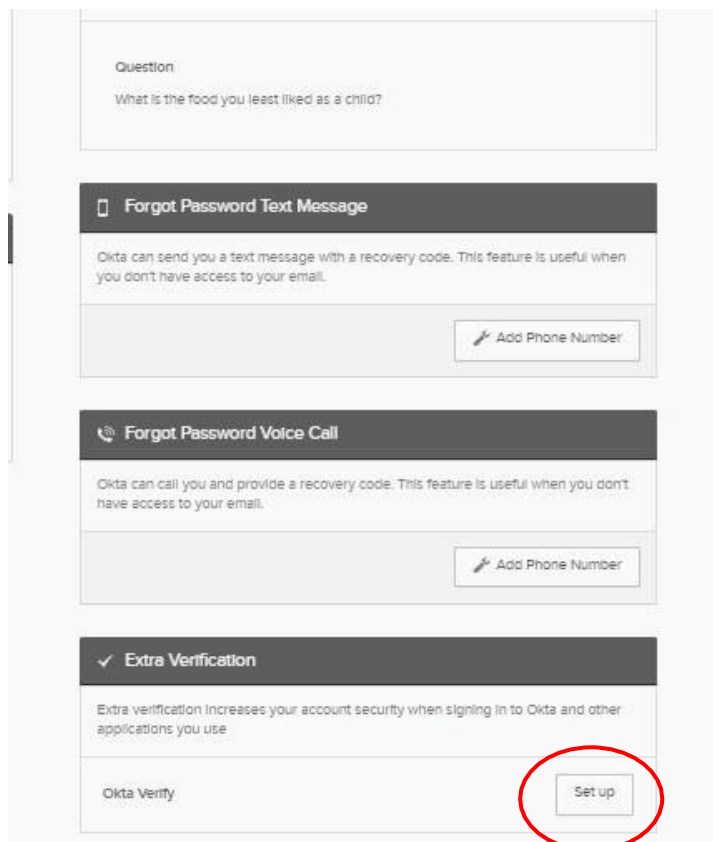 Question
What is the food you least liked as a child?
Forgot Password Text Message
Okta can send you a text message with a recovery code. This feature is useful when
you don't have access to your email.
Add Phone Number
Forgot Password Voice Call
Okta can call you and provide a recovery code. This feature is useful when you don't
have access to your email.
Add Phone Number
Extra Verification
Extra verification increases your account security when signing in to Okta and other
applications you use
Okta Verify
Set up